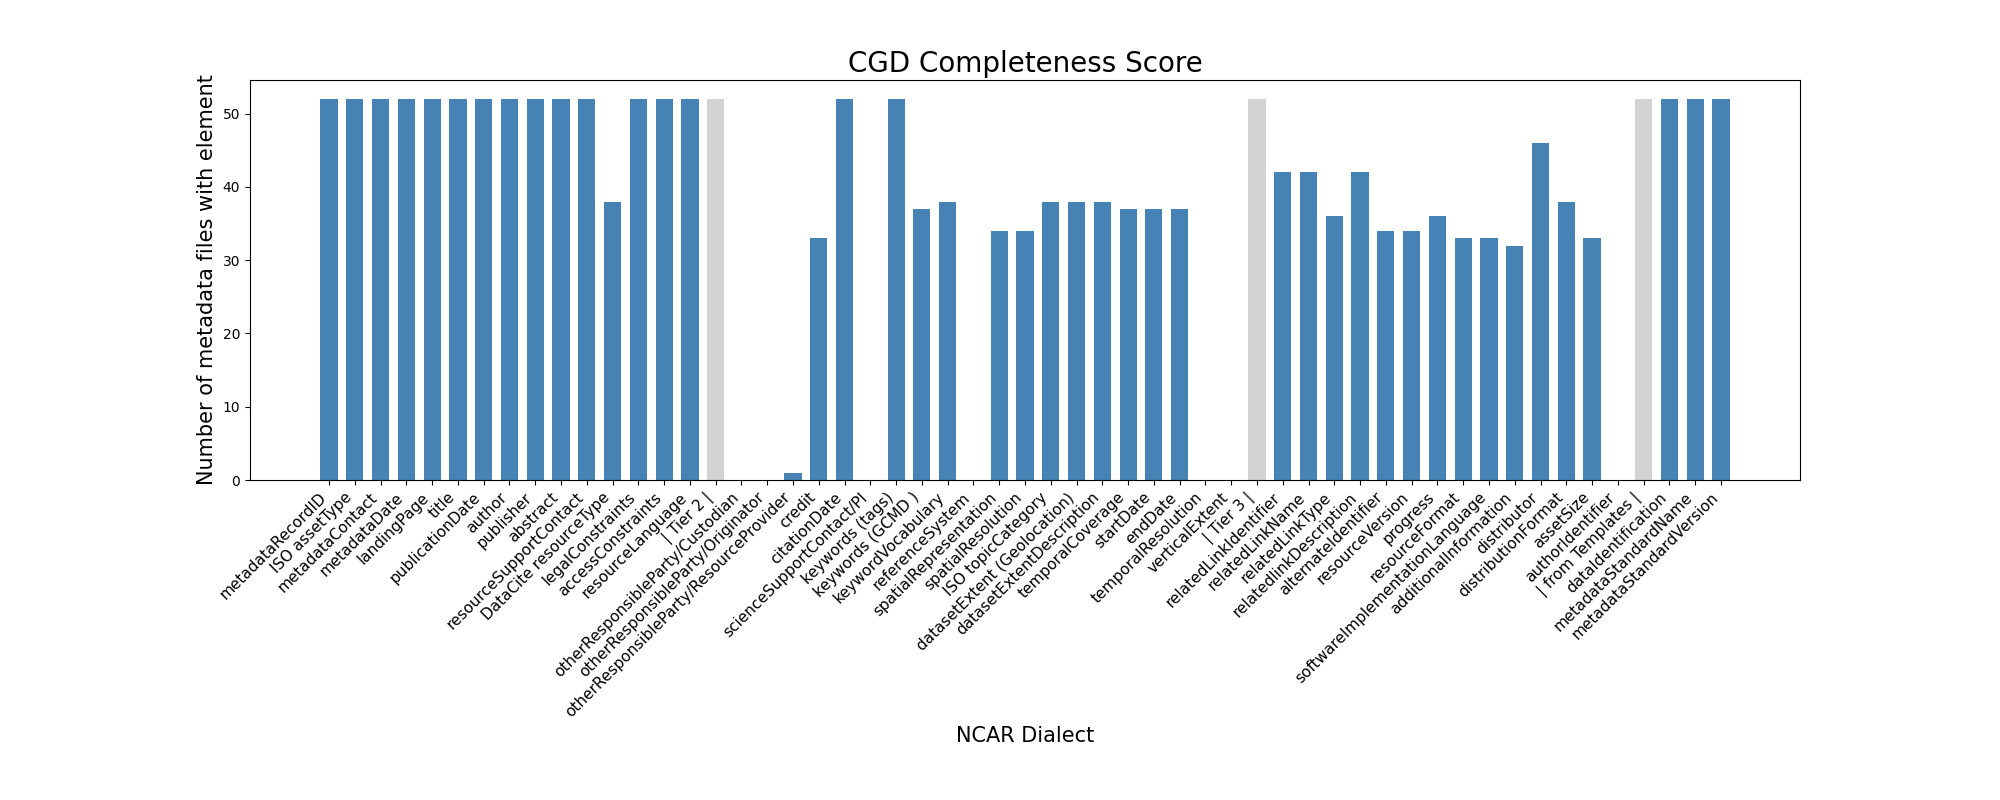 CGD Completeness Score
Number of metadata files with element
50
40
30
20
10
0
metadataRecordID
ISO assetType
metadataContact
metadataDate
landingPage
title
publicationDate
author
publisher
abstract
resourceSupportContact
DataCite resourceType
legalConstraints
accessConstraints
resourceLanguage
| Tier 2 |
otherResponsibleParty/Custodian
otherResponsibleParty/Originator
otherResponsibleParty/ResourceProvider
credit
citationDate
scienceSupportContact/PI
keywords (tags)
keywords (GCMD )
keywordVocabulary
referenceSystem
spatialRepresentation
spatialResolution
ISO topicCategory
datasetExtent (Geolocation)
datasetExtentDescription
temporalCoverage
startDate
endDate
temporalResolution
verticalExtent
| Tier 3 |
relatedLinkIdentifier
relatedLinkName
relatedLinkType
relatedlinkDescription
alternateIdentifier
resourceVersion
progress
resourceFormat
softwareImplementationLanguage
additionalInformation
distributor
distributionFormat
assetSize
authorIdentifier
| from Templates |
dataIdentification
metadataStandardName
metadataStandardVersion
NCAR Dialect